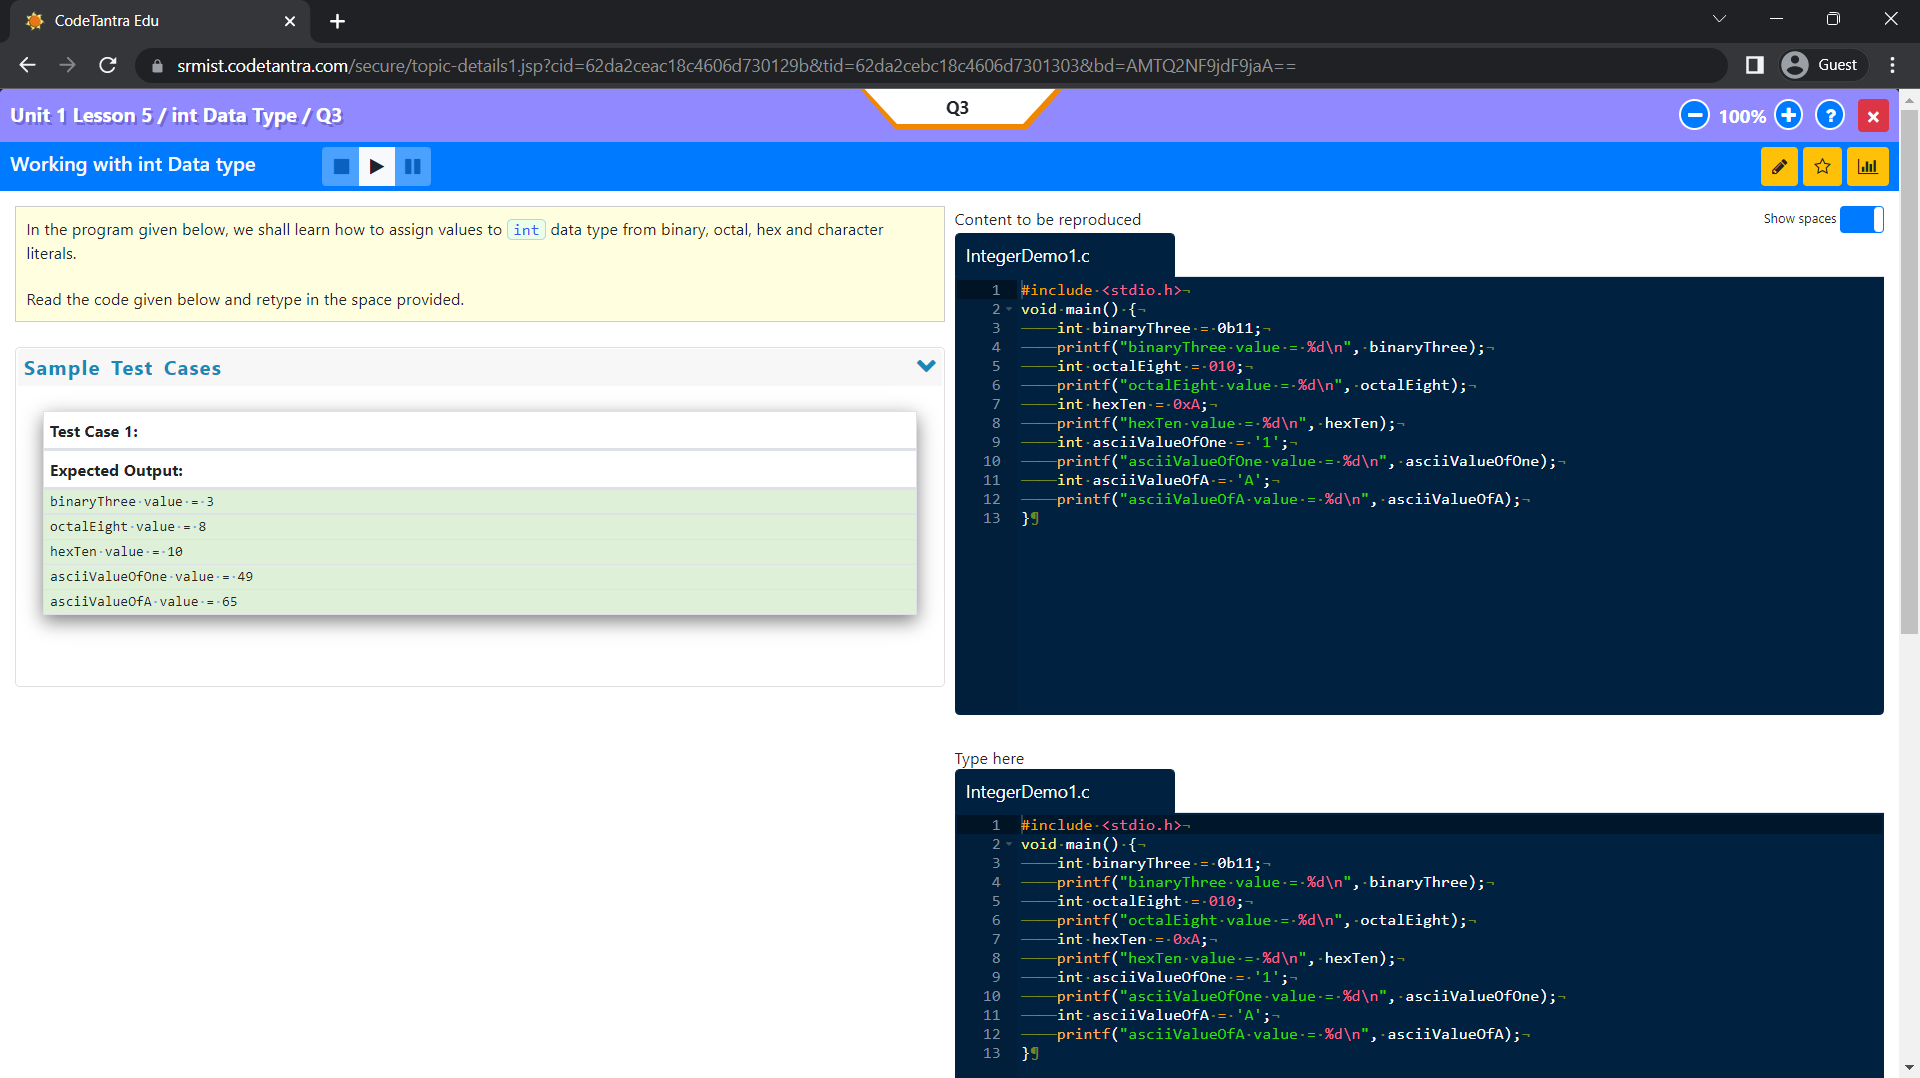 CodeTantra Edu
srmist.codetantra.com/secure/topic-details1.jsp?cid=62da2ceac18c4606d730129b&tid=62da2cebc18c4606d7301303&bd=AMTQ2NF9jdF9jaA==
Guest
Unit 1 Lesson 5 / int Data Type / Q3
Q3
100%
Working with int Data type
In the program given below, we shall learn how to assign values to int data type from binary, octal, hex and character
literals.
Read the code given below and retype in the space provided.
Sample Test Cases
Test Case 1:
Expected Output:
binaryThree·value·=·3
octalEight·value·=·8
hexTen·value·=·10
asciiValueOfOne·value·=·49
asciiValueOfA·value·=·65
Content to be reproduced
Show spaces
IntegerDemo1.c
1 #include·<stdio.h>¬
2 void·main()·{¬
3 ————int·binaryThree·=·0b11;¬
4 ————printf("binaryThree·value·=·%d\n",·binaryThree);¬
5 ————int·octalEight·=·010;¬
6 ————printf("octalEight·value·=·%d\n",·octalEight);¬
7 ————int·hexTen·=·0xA;¬
8 ————printf("hexTen·value·=·%d\n",·hexTen);¬
9 ————int·asciiValueOfOne·=·'1';¬
10 ————printf("asciiValueOfOne·value·=·%d\n",·asciiValueOfOne);¬
11 ————int·asciiValueOfA·=·'A';¬
12 ————printf("asciiValueOfA·value·=·%d\n",·asciiValueOfA);¬
13 }¶
Type here
IntegerDemo1.c
1 #include·<stdio.h>¬
2 void·main()·{¬
3 ————int·binaryThree·=·0b11;¬
4 ————printf("binaryThree·value·=·%d\n",·binaryThree);¬
5 ————int·octalEight·=·010;¬
6 ————printf("octalEight·value·=·%d\n",·octalEight);¬
7 ————int·hexTen·=·0xA;¬
8 ————printf("hexTen·value·=·%d\n",·hexTen);¬
9 ————int·asciiValueOfOne·=·'1';¬
10 ————printf("asciiValueOfOne·value·=·%d\n",·asciiValueOfOne);¬
11 ————int·asciiValueOfA·=·'A';¬
12 ————printf("asciiValueOfA·value·=·%d\n",·asciiValueOfA);¬
13 }¶